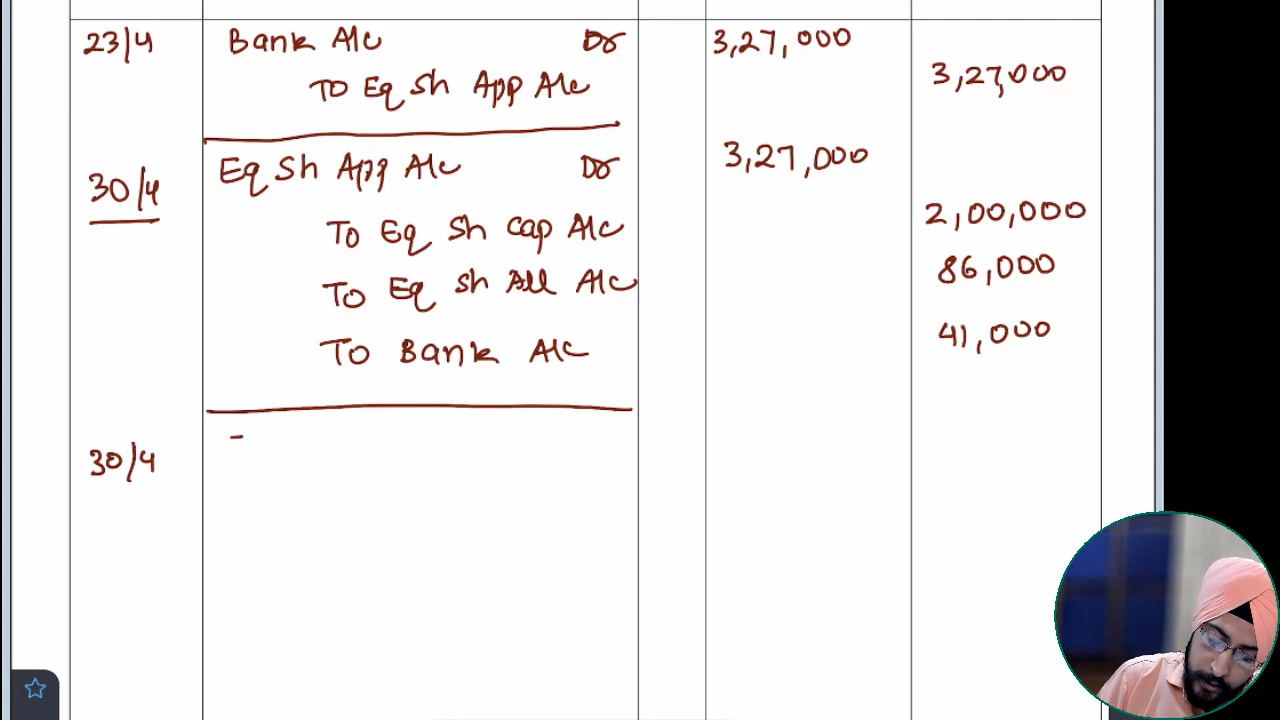 23/4 Bank A/c Dr 3,27,000
To Eq Sh App A/c 3,27,000
30/4 Eq Sh App A/c Dr 3,27,000
To Eq Sh Cap A/c 2,00,000
To Eq Sh All A/c 86,000
To Bank A/c 41,000
30/4